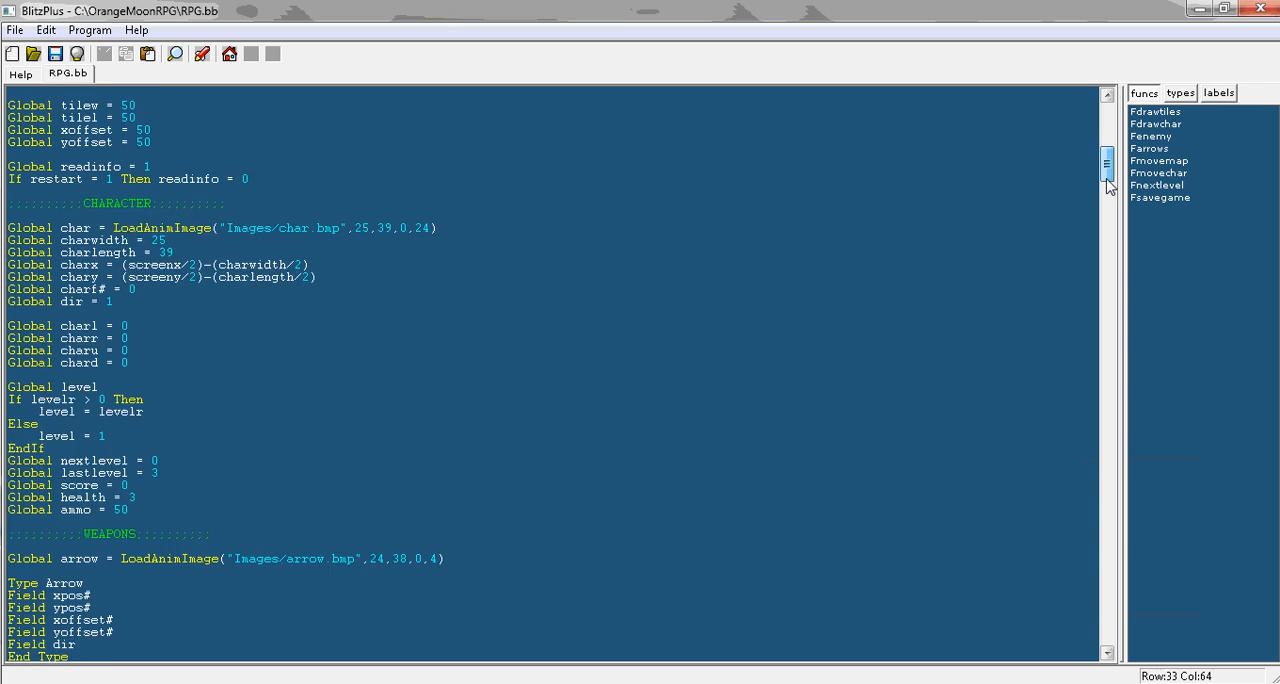 BlitzPlus - C:\OrangeMoonRPG\RPG.bb
File Edit Program Help
Help RPG.bb
Global tilew = 50
Global tilel = 50
Global xoffset = 50
Global yoffset = 50
Global readinfo = 1
If restart = 1 Then readinfo = 0
;;;;;;;;;;CHARACTER;;;;;;;;;;
Global char = LoadAnimImage("Images/char.bmp",25,39,0,24)
Global charwidth = 25
Global charlength = 39
Global charx = (screenx/2)-(charwidth/2)
Global chary = (screeny/2)-(charlength/2)
Global charf# = 0
Global dir = 1
Global charl = 0
Global charr = 0
Global charu = 0
Global chard = 0
Global level
If levelr > 0 Then
level = levelr
Else
level = 1
EndIf
Global nextlevel = 0
Global lastlevel = 3
Global score = 0
Global health = 3
Global ammo = 50
;;;;;;;;;;WEAPONS;;;;;;;;;;
Global arrow = LoadAnimImage("Images/arrow.bmp",24,38,0,4)
Type Arrow
Field xpos#
Field ypos#
Field xoffset#
Field yoffset#
Field dir
End Type
funcs types labels
Fdrawtiles
Fdrawchar
Fenemy
Farrows
Fmovemap
Fmovechar
Fnextlevel
Fsavegame
Row:33 Col:64